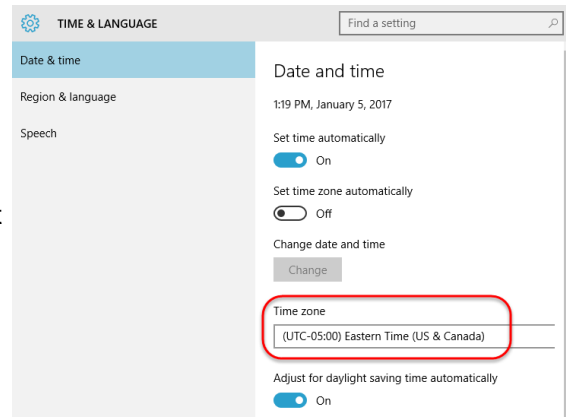 TIME & LANGUAGE
Find a setting
Date & time
Region & language
Speech
Date and time
1:19 PM, January 5, 2017
Set time automatically
On
Set time zone automatically
Off
Change date and time
Change
Time zone
(UTC-05:00) Eastern Time (US & Canada)
Adjust for daylight saving time automatically
On